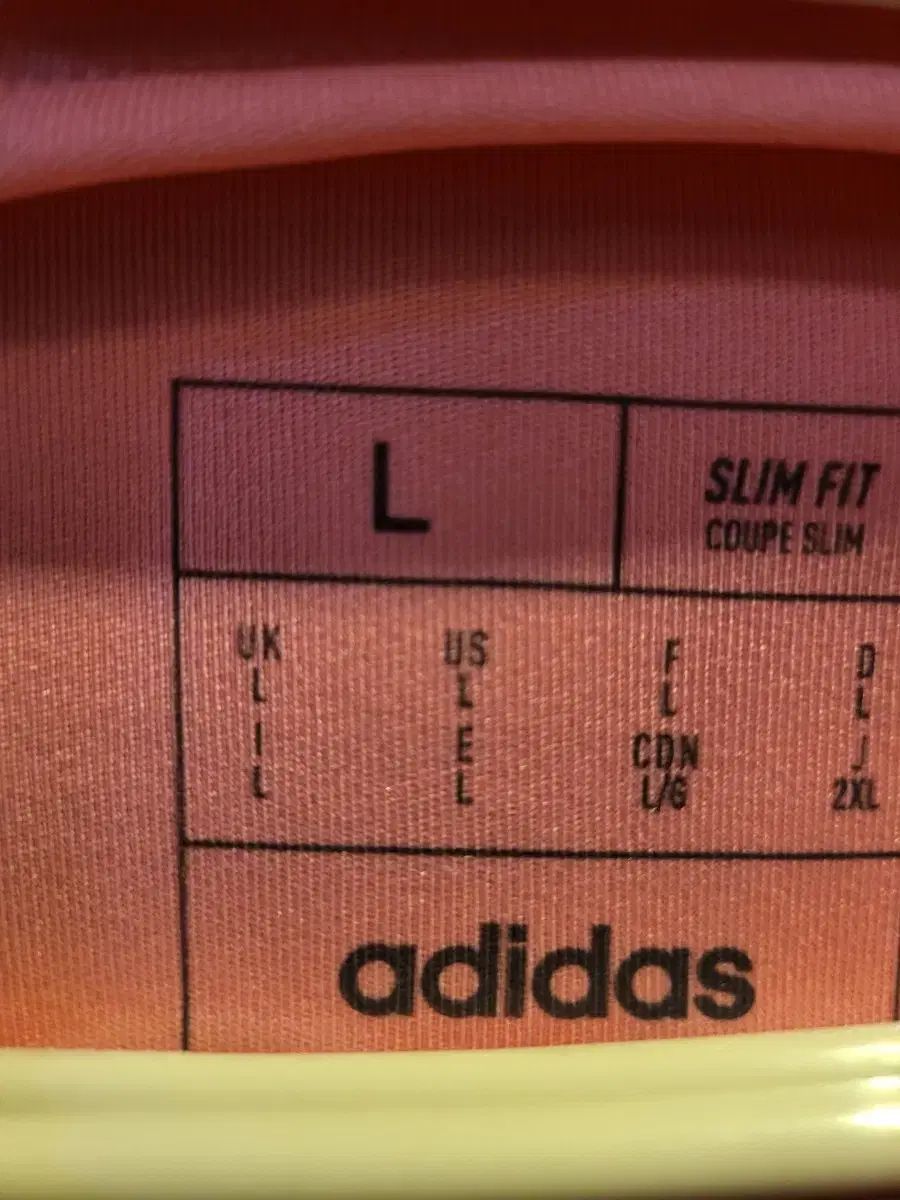 L
SLIM FIT
COUPE SLIM
UK US F D
L L L L
I E CDN J
L L L/G 2XL
adidas